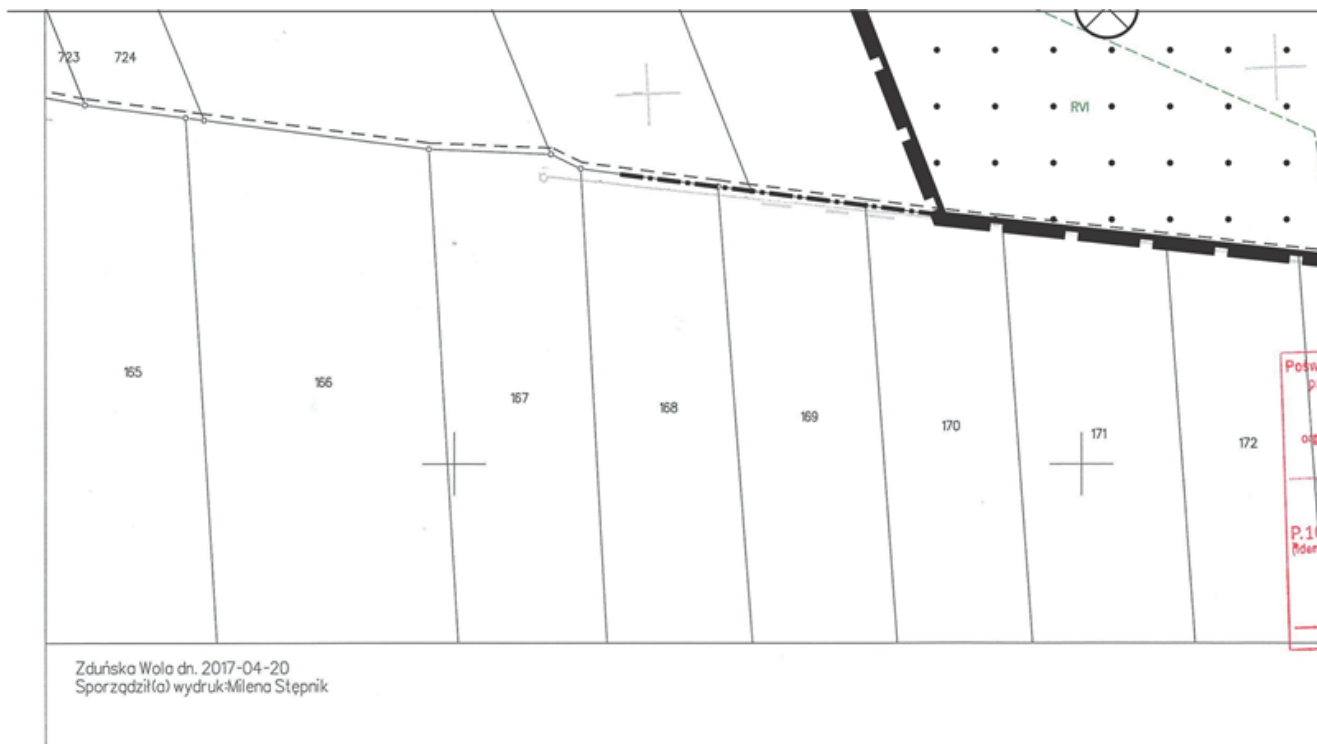 723
724
RVI
165
166
167
168
169
170
171
172
P.10
Zduńska Wola dn. 2017-04-20
Sporządził(a) wydruk:Milena Stępnik